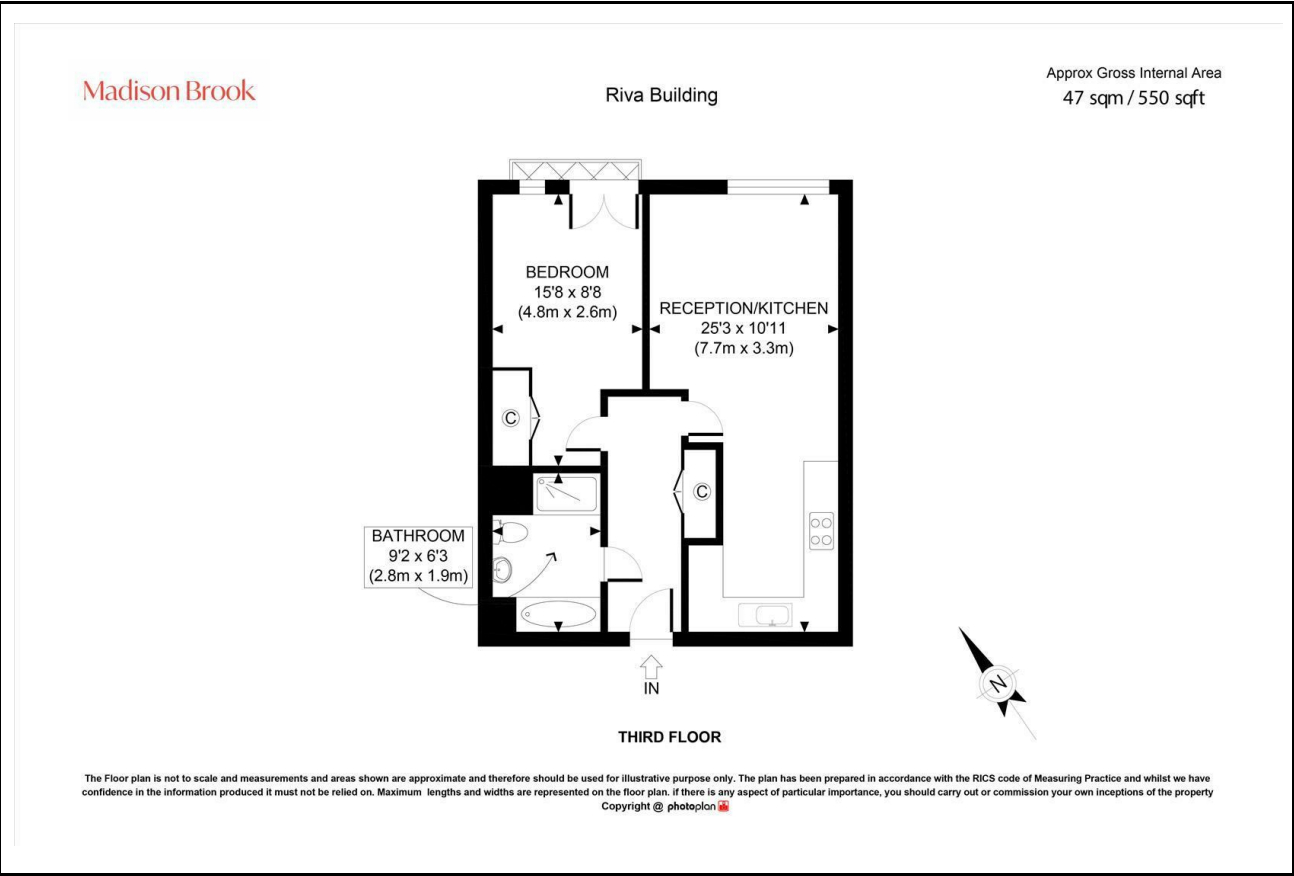 Madison Brook
Riva Building
Approx Gross Internal Area
47 sqm / 550 sqft
BEDROOM
15'8 x 8'8
(4.8m x 2.6m)
RECEPTION/KITCHEN
25'3 x 10'11
(7.7m x 3.3m)
C
C
BATHROOM
9'2 x 6'3
(2.8m x 1.9m)
IN
N
THIRD FLOOR
The Floor plan is not to scale and measurements and areas shown are approximate and therefore should be used for illustrative purpose only. The plan has been prepared in accordance with the RICS code of Measuring Practice and whilst we have
confidence in the information produced it must not be relied on. Maximum lengths and widths are represented on the floor plan. if there is any aspect of particular importance, you should carry out or commission your own inceptions of the property
Copyright @ photoplan